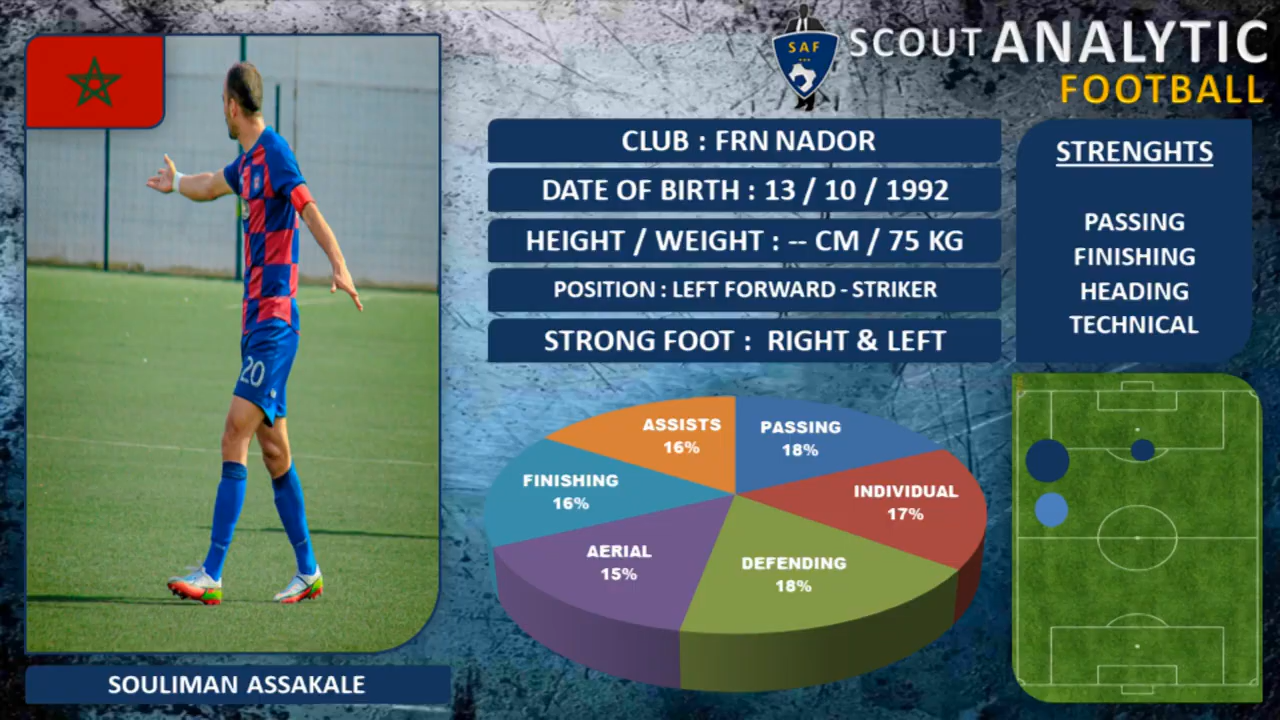 SAF
SCOUT ANALYTIC
FOOTBALL
CLUB : FRN NADOR
DATE OF BIRTH : 13 / 10 / 1992
HEIGHT / WEIGHT : -- CM / 75 KG
POSITION : LEFT FORWARD - STRIKER
STRONG FOOT : RIGHT & LEFT
STRENGHTS
PASSING
FINISHING
HEADING
TECHNICAL
20
ASSISTS
16%
PASSING
18%
FINISHING
16%
INDIVIDUAL
17%
AERIAL
15%
DEFENDING
18%
SOULIMAN ASSAKALE